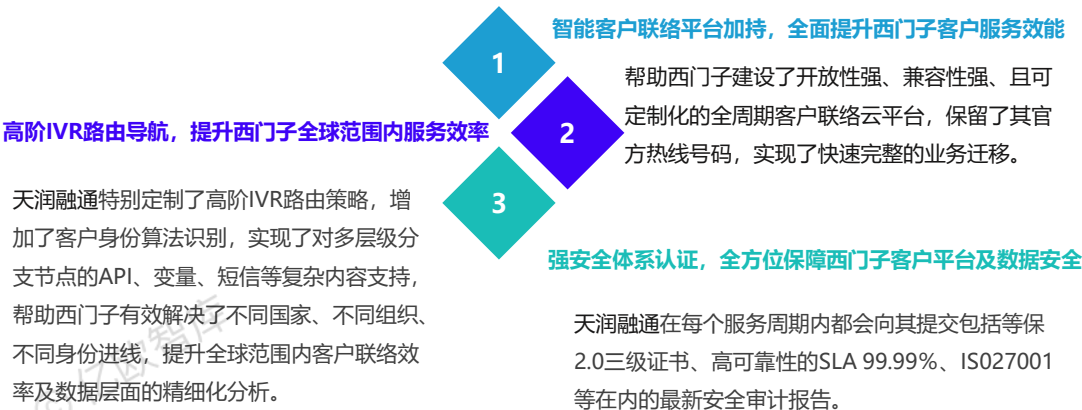 1
智能客户联络平台加持，全面提升西门子客户服务效能
帮助西门子建设了开放性强、兼容性强、且可
定制化的全周期客户联络云平台，保留了其官
方热线号码，实现了快速完整的业务迁移。
2
高阶IVR路由导航，提升西门子全球范围内服务效率
天润融通特别定制了高阶IVR路由策略，增
加了客户身份算法识别，实现了对多层级分
支节点的API、变量、短信等复杂内容支持，
帮助西门子有效解决了不同国家、不同组织、
不同身份进线，提升全球范围内客户联络效
率及数据层面的精细化分析。
3
强安全体系认证，全方位保障西门子客户平台及数据安全
天润融通在每个服务周期内都会向其提交包括等保
2.0三级证书、高可靠性的SLA 99.99%、IS027001
等在内的最新安全审计报告。
亿欧智库